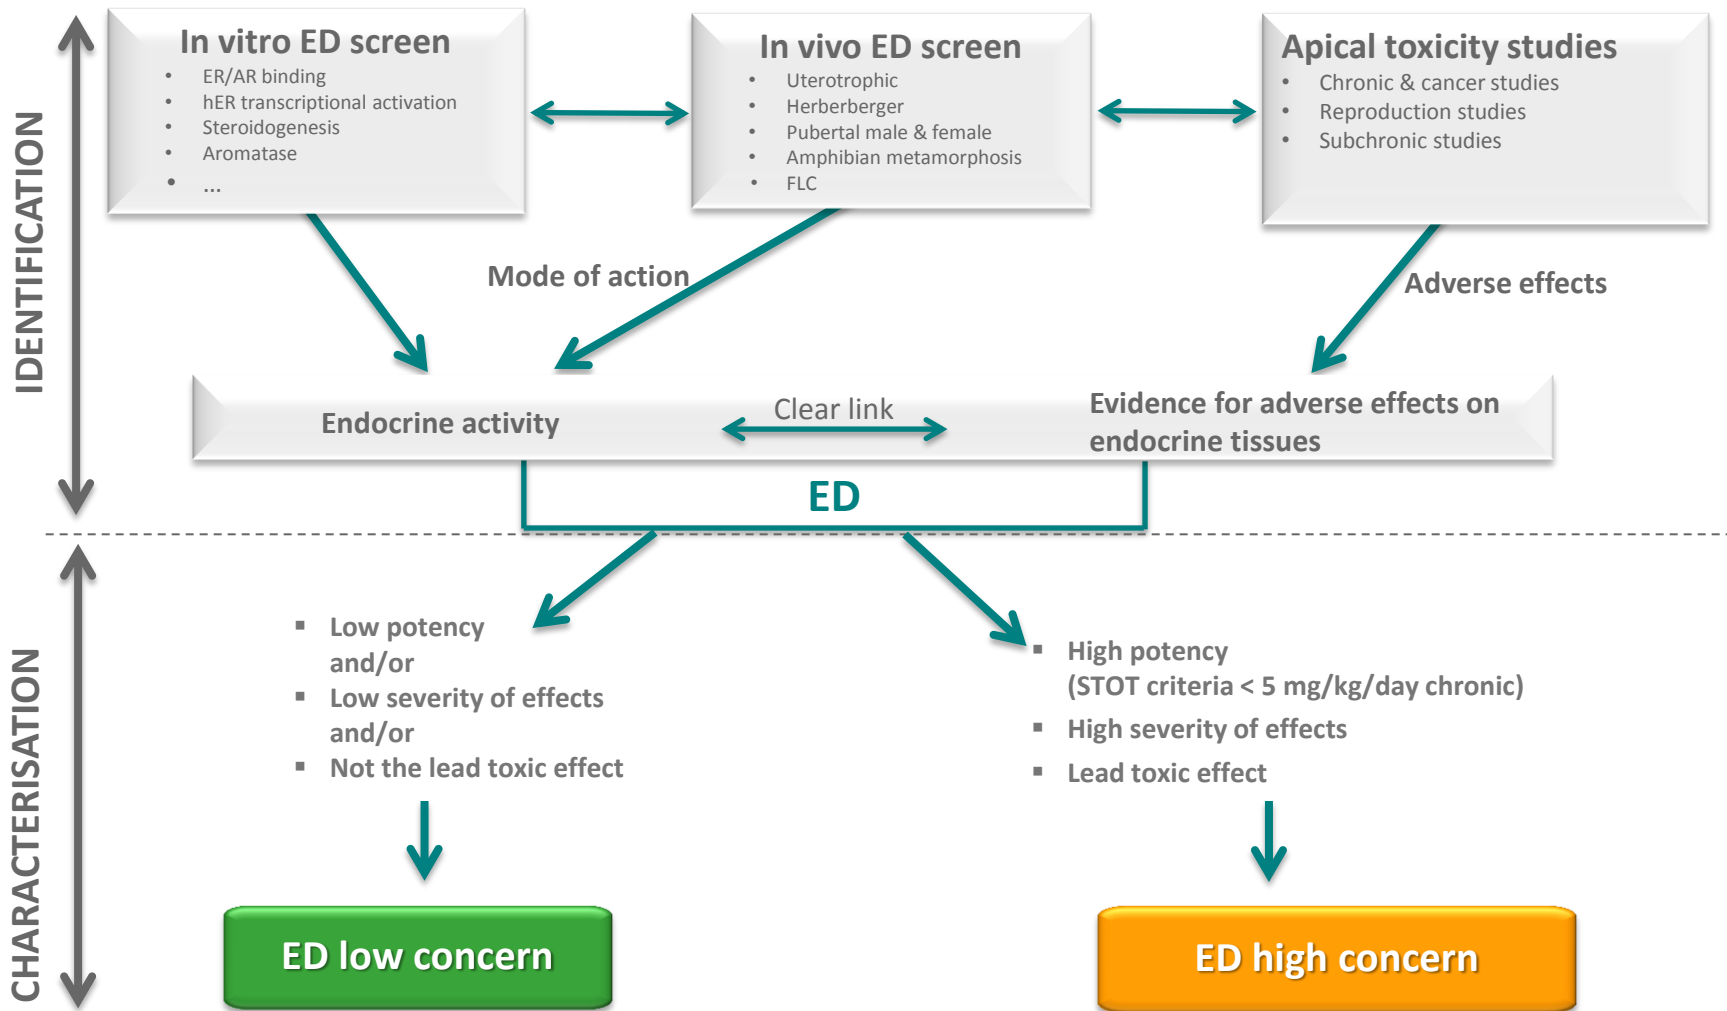 IDENTIFICATION
In vitro ED screen
• ER/AR binding
• hER transcriptional activation
• Steroidogenesis
• Aromatase
• ...
In vivo ED screen
• Uterotrophic
• Herberberger
• Pubertal male & female
• Amphibian metamorphosis
• FLC
Apical toxicity studies
• Chronic & cancer studies
• Reproduction studies
• Subchronic studies
Mode of action
Adverse effects
Endocrine activity
Clear link
Evidence for adverse effects on
endocrine tissues
ED
CHARACTERISATION
▪ Low potency
and/or
▪ Low severity of effects
and/or
▪ Not the lead toxic effect
▪ High potency
(STOT criteria < 5 mg/kg/day chronic)
▪ High severity of effects
▪ Lead toxic effect
ED low concern
ED high concern